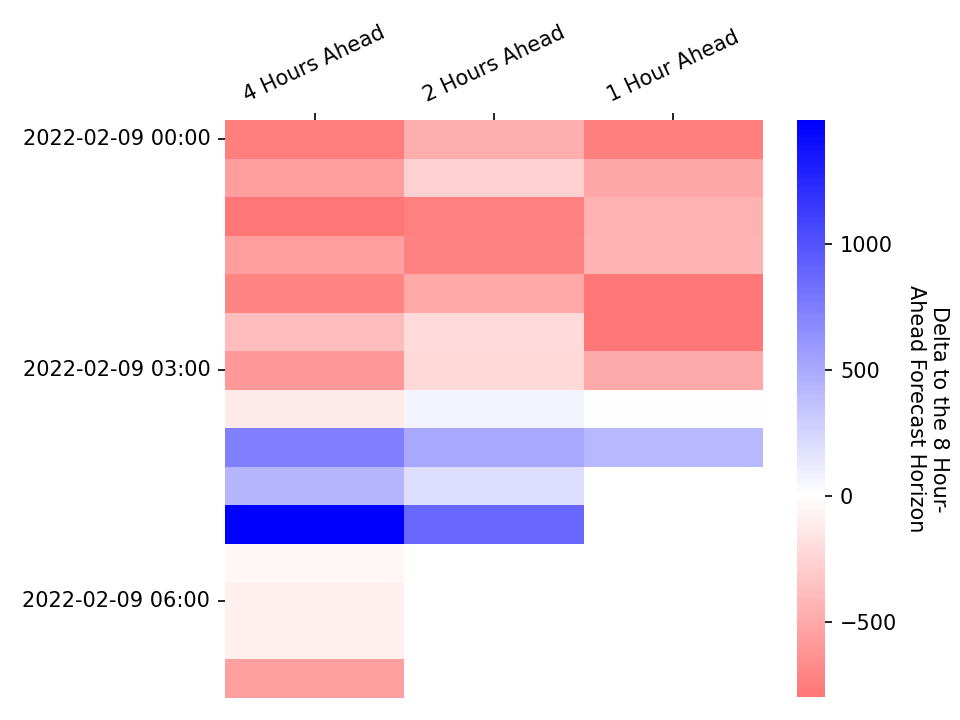 4 Hours Ahead
2 Hours Ahead
1 Hour Ahead
2022-02-09 00:00
2022-02-09 03:00
2022-02-09 06:00
1000
500
0
−500
Delta to the 8 Hour-
Ahead Forecast Horizon